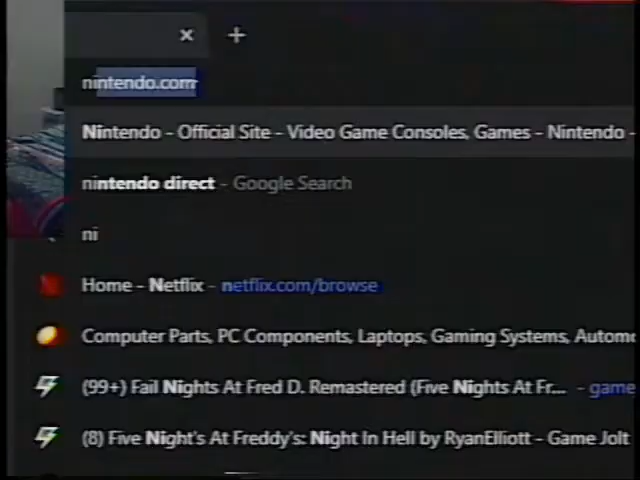 nintendo.com
Nintendo - Official Site - Video Game Consoles, Games - Nintendo -
nintendo direct - Google Search
ni
Home - Netflix - netflix.com/browse
Computer Parts, PC Components, Laptops, Gaming Systems, Automo
(99+) Fail Nights At Fred D. Remastered (Five Nights At Fr... - game
(8) Five Night's At Freddy's: Night In Hell by RyanElliott - Game Jolt